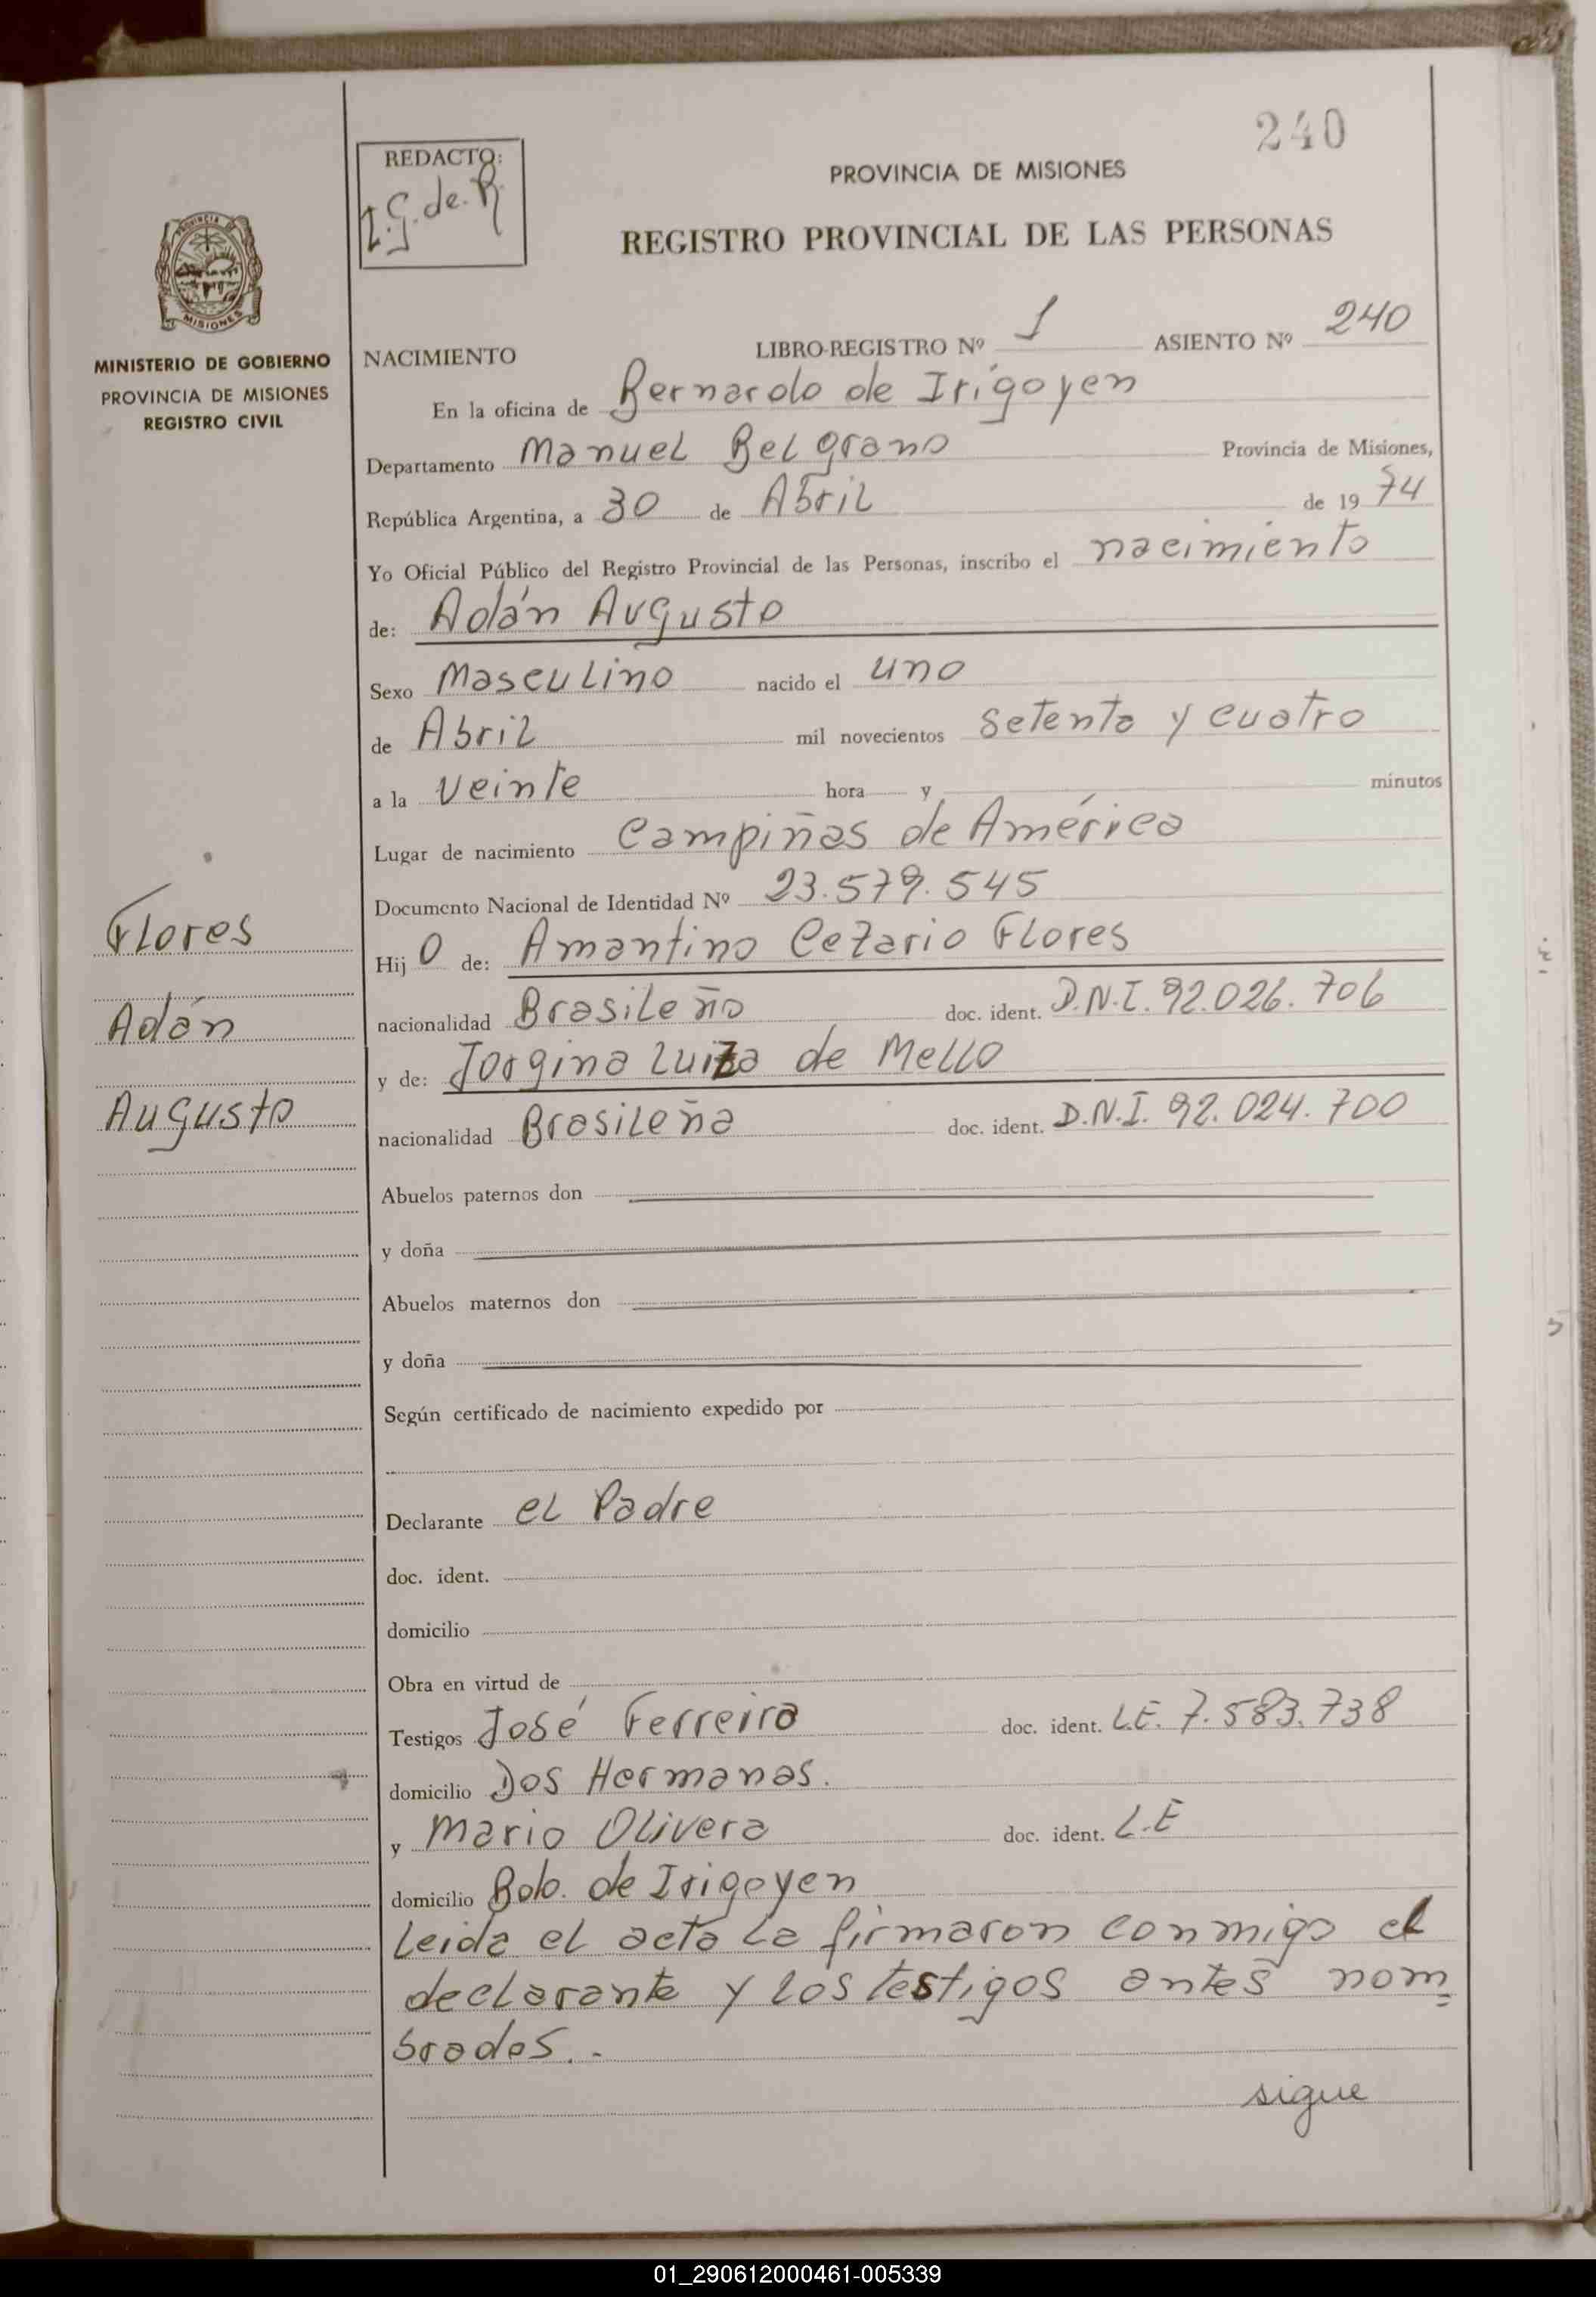 240
REDACTO:
I.G. de. R.
PROVINCIA DE MISIONES
REGISTRO PROVINCIAL DE LAS PERSONAS
PROVINCIA
MISIONES
MINISTERIO DE GOBIERNO
PROVINCIA DE MISIONES
REGISTRO CIVIL
NACIMIENTO LIBRO-REGISTRO Nº 1 ASIENTO Nº 240
En la oficina de Bernardo de Irigoyen
Departamento Manuel Belgrano Provincia de Misiones,
República Argentina, a 30 de Abril de 19 74
Yo Oficial Público del Registro Provincial de las Personas, inscribo el nacimiento
de: Adán Augusto
Sexo Masculino nacido el uno
de Abril mil novecientos setenta y cuatro
a la veinte hora y minutos
Lugar de nacimiento Campiñas de América
Documento Nacional de Identidad Nº 23.579.545
Flores
Adán
Augusto
Hij o de: Amantino Cezario Flores
nacionalidad Brasileño doc. ident. D.N.I. 92.026.706
y de: Jorgina Luiza de Mello
nacionalidad Brasileña doc. ident. D.N.I. 92.024.700
Abuelos paternos don
y doña
Abuelos maternos don
y doña
Según certificado de nacimiento expedido por
Declarante el Padre
doc. ident.
domicilio
Obra en virtud de
Testigos José Ferreira doc. ident. L.E. 7.583.738
domicilio Dos Hermanas.
y Mario Olivera doc. ident. L.E
domicilio Bdo. de Irigoyen
leida el acta la firmaron conmigo el
declarante y los testigos antes nom=
brados.-
sigue
01_290612000461-005339